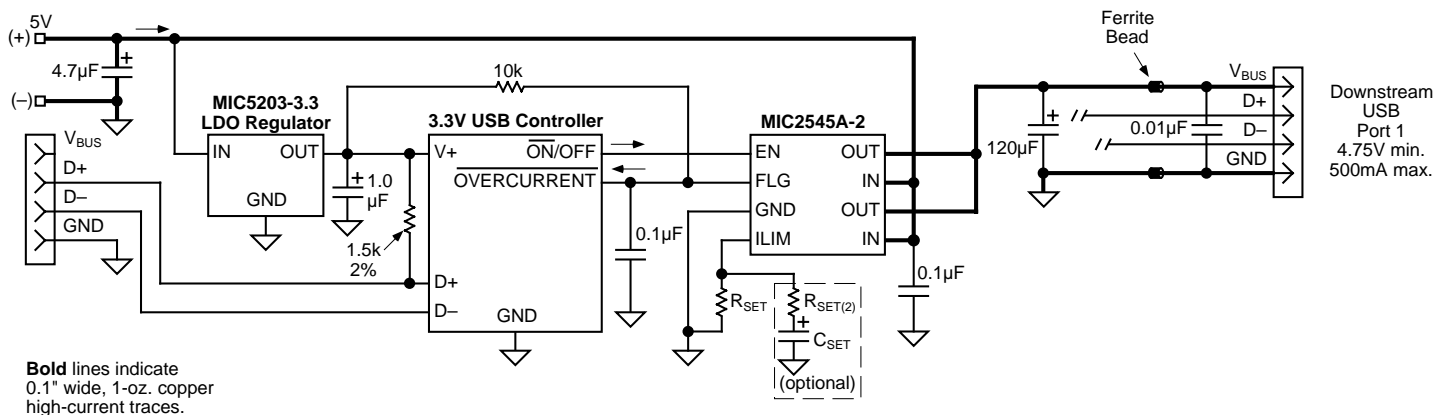 5V
(+)
4.7µF
(–)
VBUS
D+
D–
GND
MIC5203-3.3
LDO Regulator
IN
OUT
GND
1.0
µF
10k
1.5k
2%
3.3V USB Controller
V+
ON/OFF
OVERCURRENT
D+
D–
GND
0.1µF
MIC2545A-2
EN
FLG
GND
ILIM
OUT
IN
OUT
IN
RSET
RSET(2)
CSET
(optional)
0.1µF
120µF
Ferrite
Bead
0.01µF
VBUS
D+
D–
GND
Downstream
USB
Port 1
4.75V min.
500mA max.
Bold lines indicate
0.1" wide, 1-oz. copper
high-current traces.